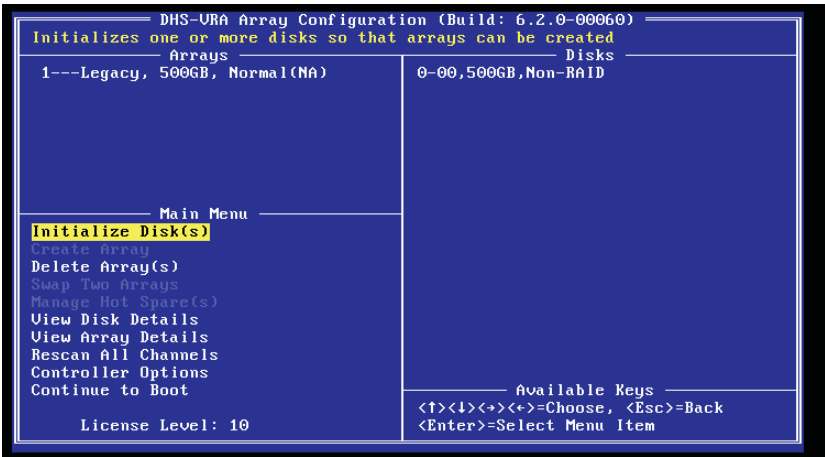 DHS-VRA Array Configuration (Build: 6.2.0-00060)
Initializes one or more disks so that arrays can be created
Arrays
1---Legacy, 500GB, Normal(NA)
Disks
0-00,500GB,Non-RAID
Main Menu
Initialize Disk(s)
Create Array
Delete Array(s)
Swap Two Arrays
Manage Hot Spare(s)
View Disk Details
View Array Details
Rescan All Channels
Controller Options
Continue to Boot
License Level: 10
Available Keys
<↑><↓><→><←>=Choose, <Esc>=Back
<Enter>=Select Menu Item